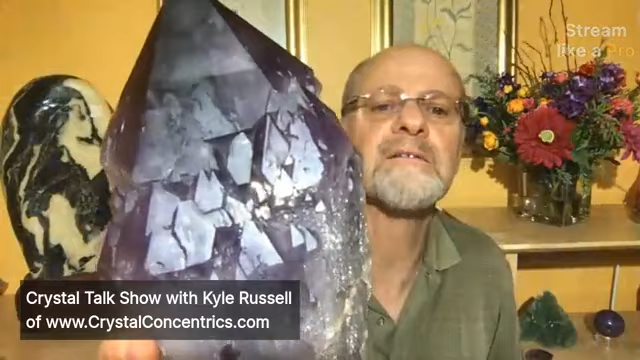 Stream
like a Pro
Crystal Talk Show with Kyle Russell
of www.CrystalConcentrics.com